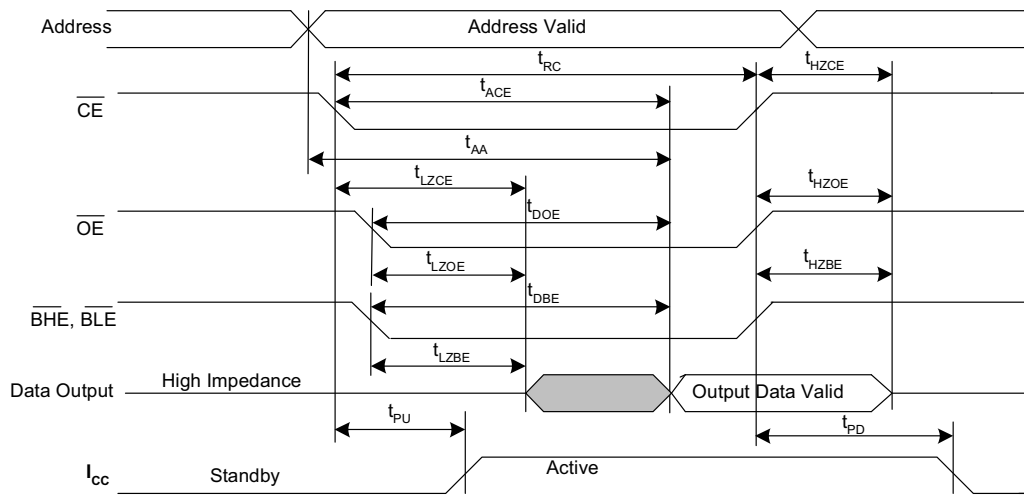 Address
Address Valid
tRC
tHZCE
tACE
CE
tAA
tLZCE
tHZOE
tDOE
OE
tLZOE
tHZBE
tDBE
BHE, BLE
tLZBE
Data Output
High Impedance
Output Data Valid
tPU
tPD
ICC
Standby
Active